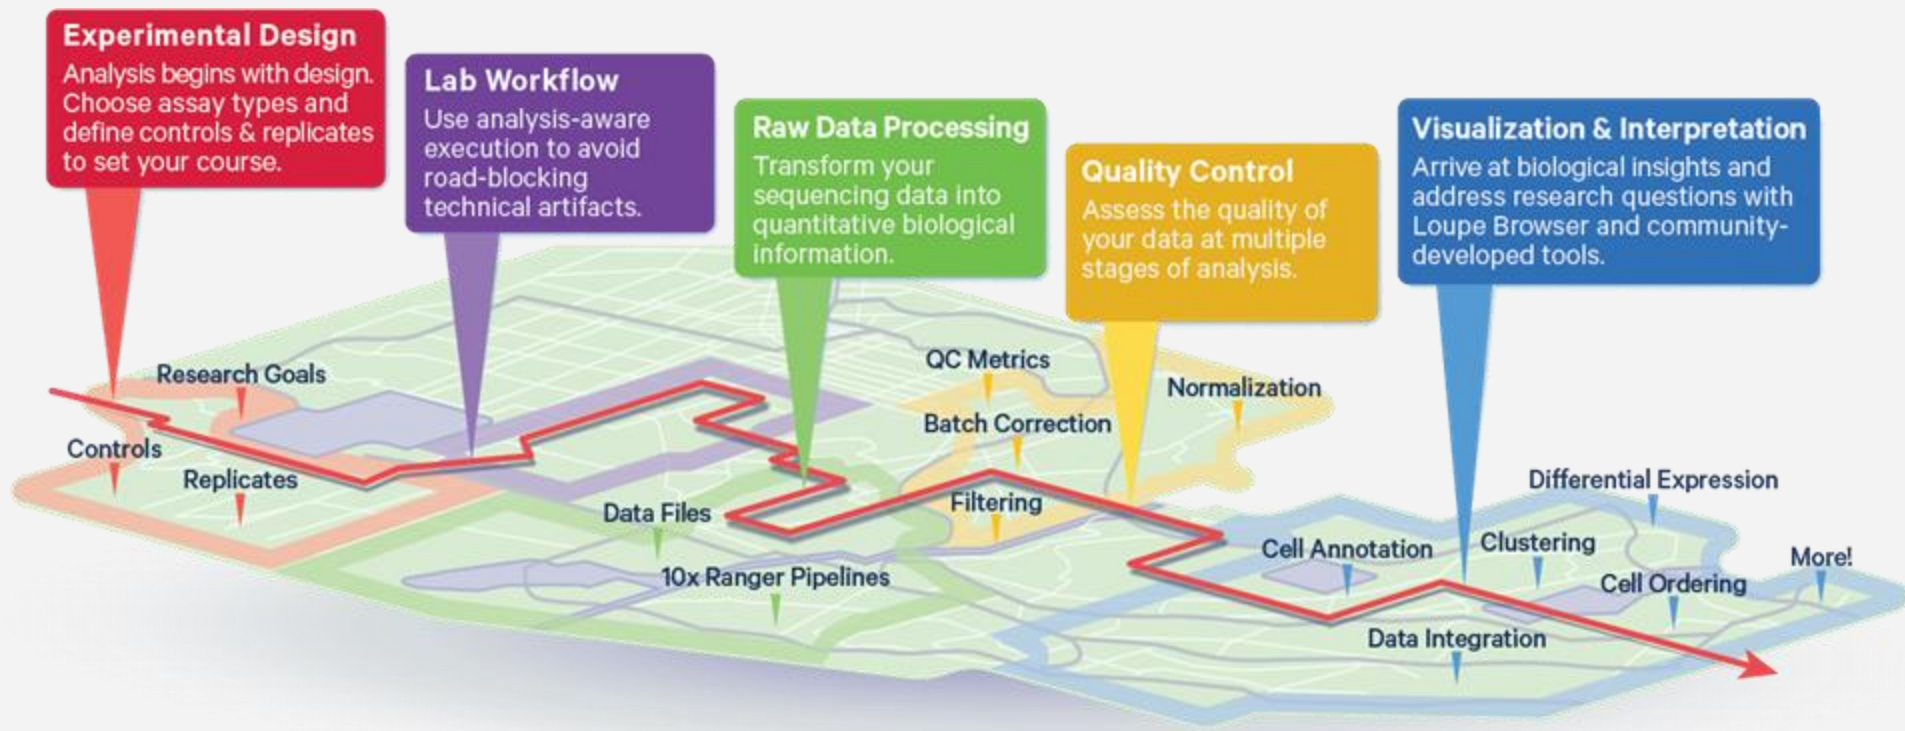 Experimental Design
Analysis begins with design.
Choose assay types and
define controls & replicates
to set your course.
Lab Workflow
Use analysis-aware
execution to avoid
road-blocking
technical artifacts.
Raw Data Processing
Transform your
sequencing data into
quantitative biological
information.
Quality Control
Assess the quality of
your data at multiple
stages of analysis.
Visualization & Interpretation
Arrive at biological insights and
address research questions with
Loupe Browser and community-
developed tools.
Research Goals
Controls
Replicates
Data Files
10x Ranger Pipelines
QC Metrics
Batch Correction
Normalization
Filtering
Differential Expression
Cell Annotation
Clustering
Cell Ordering
More!
Data Integration